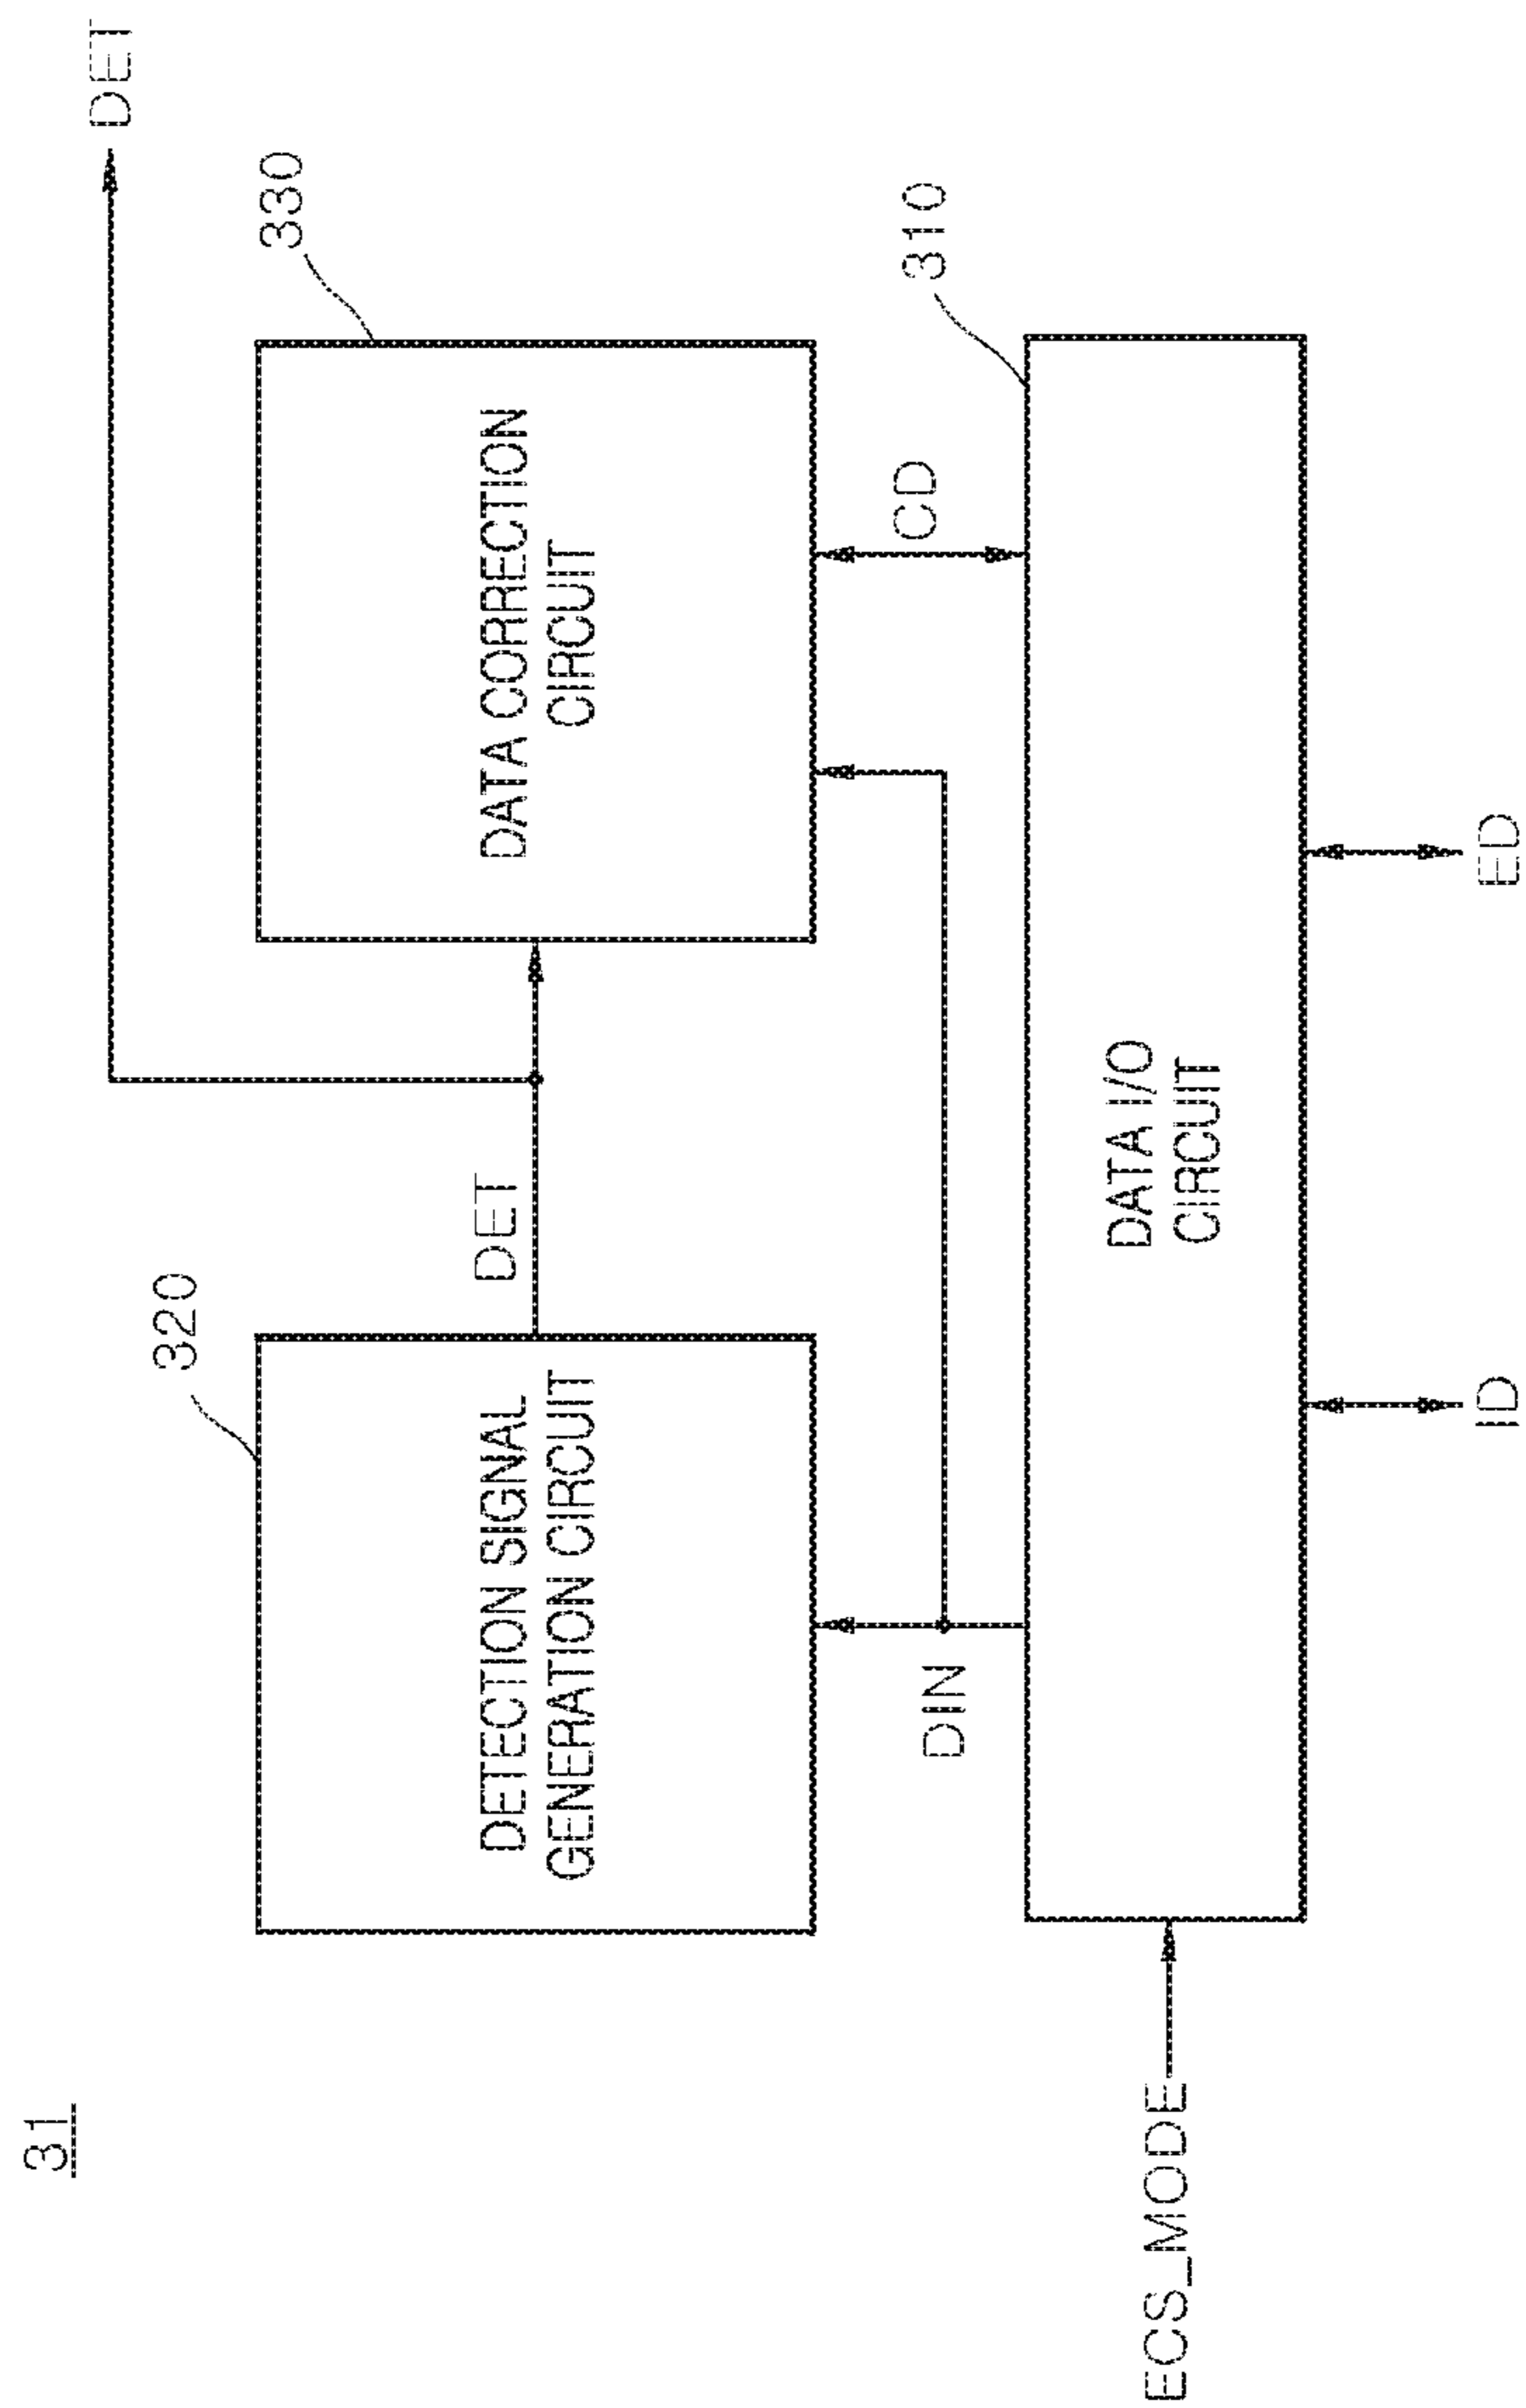 31
DET
320
330
DETECTION SIGNAL
GENERATION CIRCUIT
DET
DATA CORRECTION
CIRCUIT
DIN
CD
310
ECS_MODE
DATA I/O
CIRCUIT
ID
ED